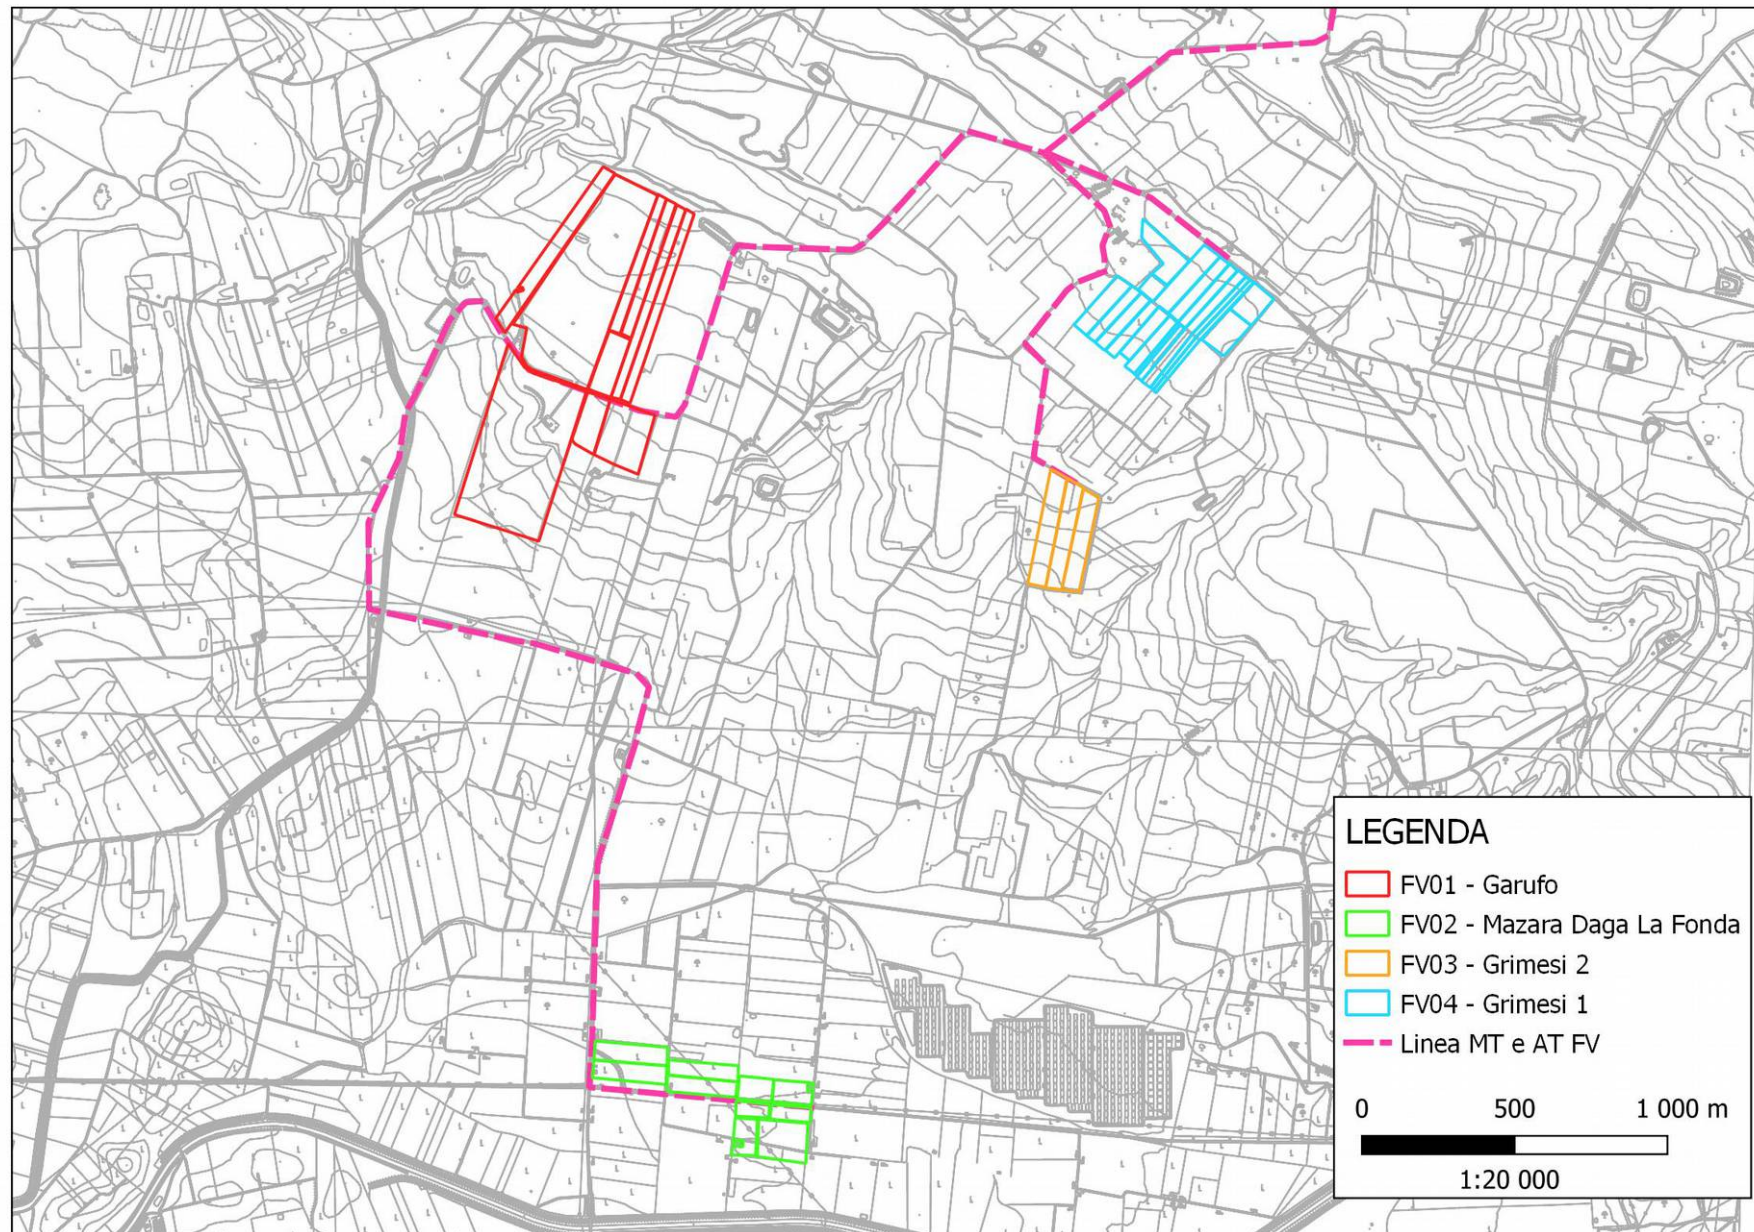 LEGENDA
FV01 - Garufo
FV02 - Mazara Daga La Fonda
FV03 - Grimesi 2
FV04 - Grimesi 1
Linea MT e AT FV
0 500 1 000 m
1:20 000